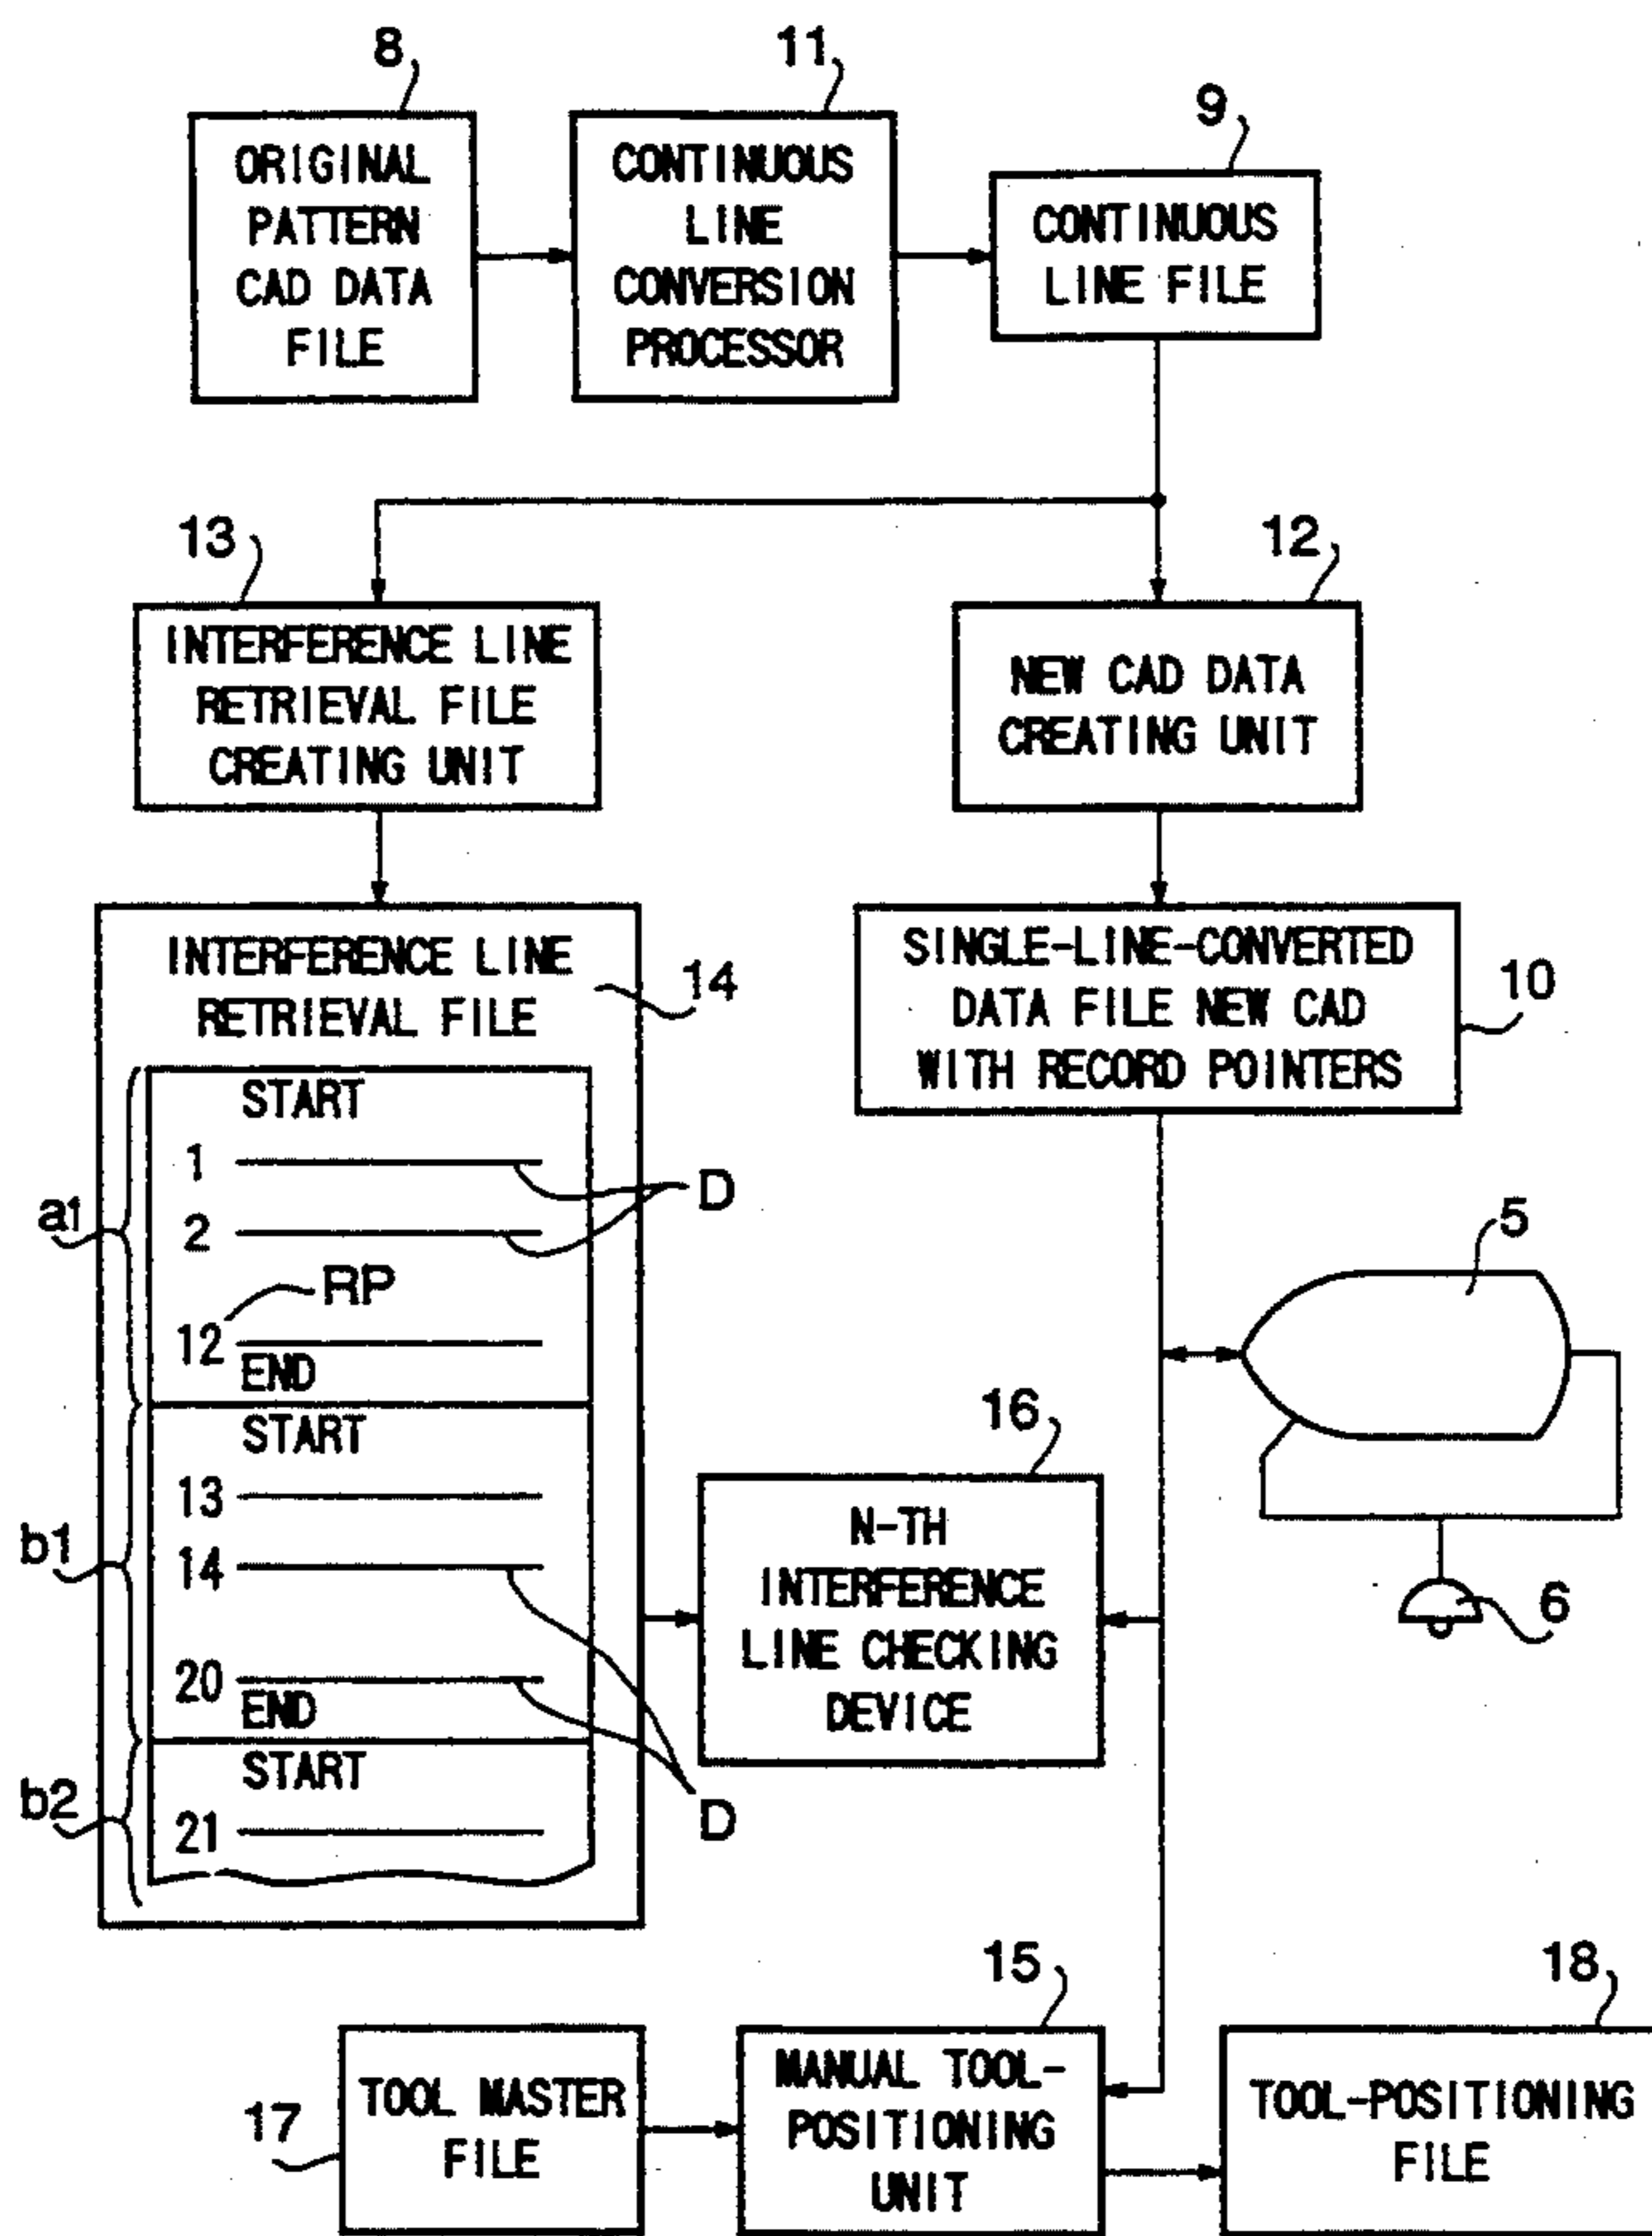 8
11
9
ORIGINAL
PATTERN
CAD DATA
FILE
CONTINUOUS
LINE
CONVERSION
PROCESSOR
CONTINUOUS
LINE FILE
13
12
INTERFERENCE LINE
RETRIEVAL FILE
CREATING UNIT
NEW CAD DATA
CREATING UNIT
INTERFERENCE LINE
RETRIEVAL FILE
14
SINGLE-LINE-CONVERTED
DATA FILE NEW CAD
WITH RECORD POINTERS
10
START
1
D
2
a1
RP
12
END
5
START
13
b1
14
20
END
D
16
N-TH
INTERFERENCE
LINE CHECKING
DEVICE
6
START
b2
21
15
18
17
TOOL MASTER
FILE
MANUAL TOOL-
POSITIONING
UNIT
TOOL-POSITIONING
FILE